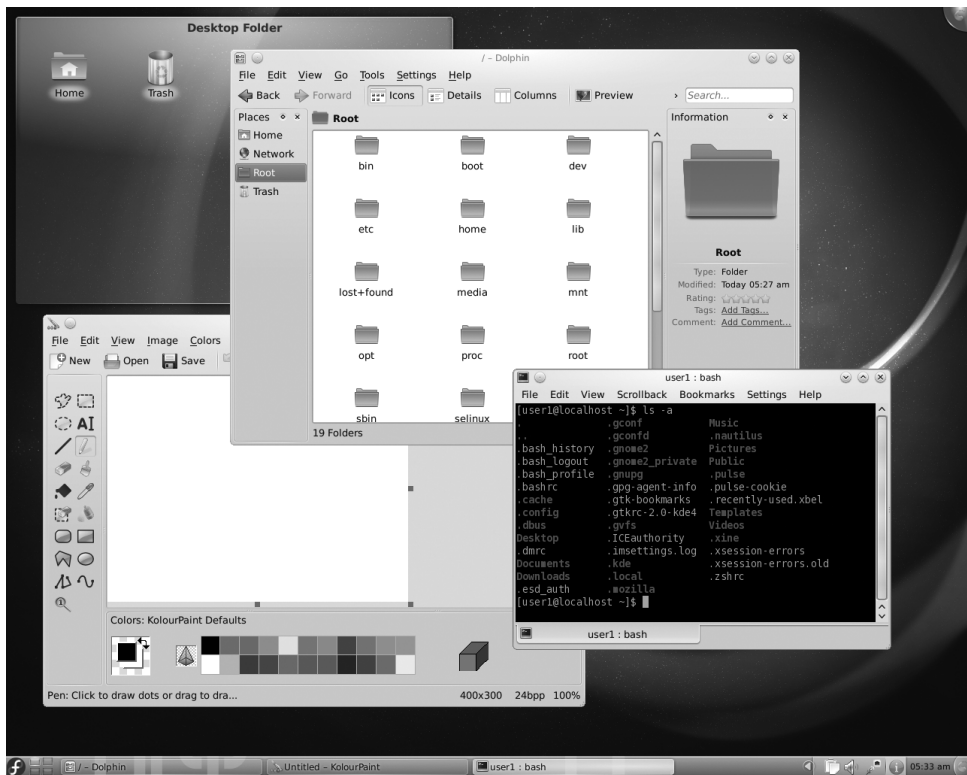 Desktop Folder
Home
Trash
/ – Dolphin
File Edit View Go Tools Settings Help
Back Forward Icons Details Columns Preview Search...
Places
Home
Network
Root
Trash
Root
bin boot dev
etc home lib
lost+found media mnt
opt proc root
sbin selinux
19 Folders
Information
Root
Type: Folder
Modified: Today 05:27 am
Rating:
Tags: Add Tags...
Comment: Add Comment...
File Edit View Image Colors
New Open Save
AI
Colors: KolourPaint Defaults
Pen: Click to draw dots or drag to dra...
400x300 24bpp 100%
user1 : bash
File Edit View Scrollback Bookmarks Settings Help
[user1@localhost ~]$ ls -a
. .gconf Music
.. .gconfd .nautilus
.bash_history .gnome2 Pictures
.bash_logout .gnome2_private Public
.bash_profile .gnupg .pulse
.bashrc .gpg-agent-info .pulse-cookie
.cache .gtk-bookmarks .recently-used.xbel
.config .gtkrc-2.0-kde4 Templates
.dbus .gvfs Videos
Desktop .ICEauthority .xine
.dmrc .imsettings.log .xsession-errors
Documents .kde .xsession-errors.old
Downloads .local .zshrc
.esd_auth .mozilla
[user1@localhost ~]$
user1 : bash
/ – Dolphin
Untitled – KolourPaint
user1 : bash
05:33 am